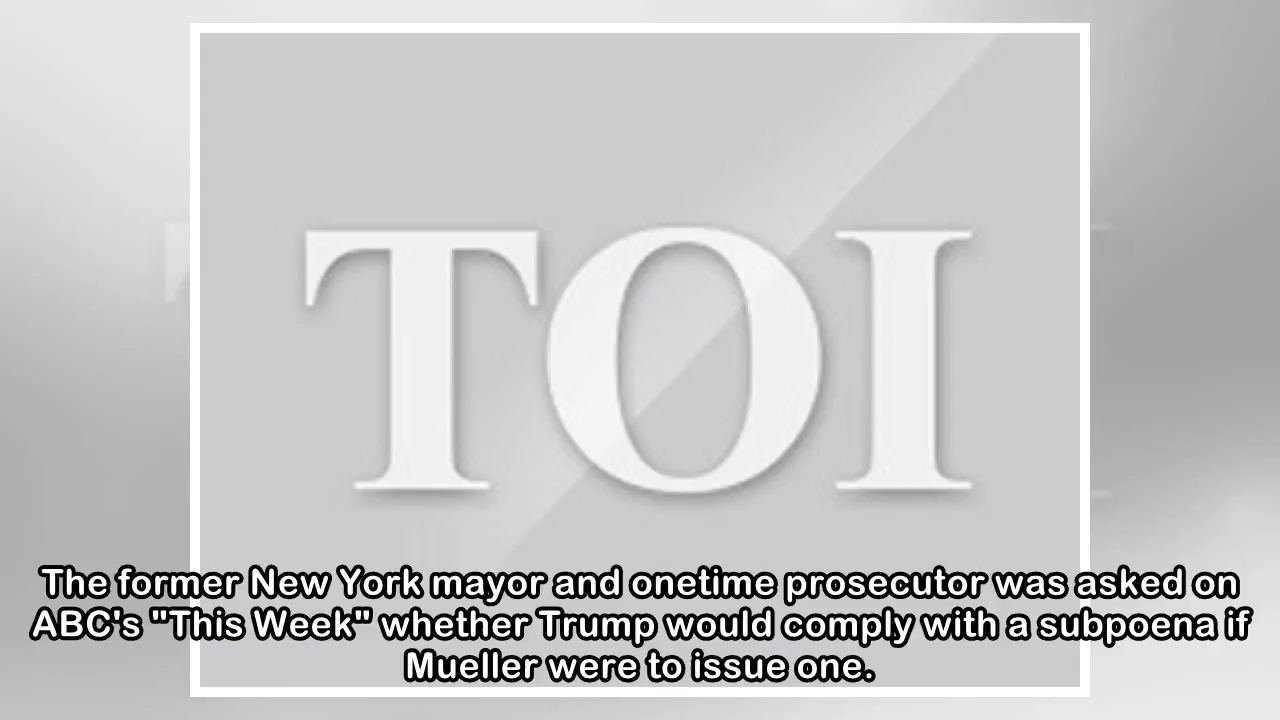 TOI
The former New York mayor and onetime prosecutor was asked on
ABC's "This Week" whether Trump would comply with a subpoena if
Mueller were to issue one.